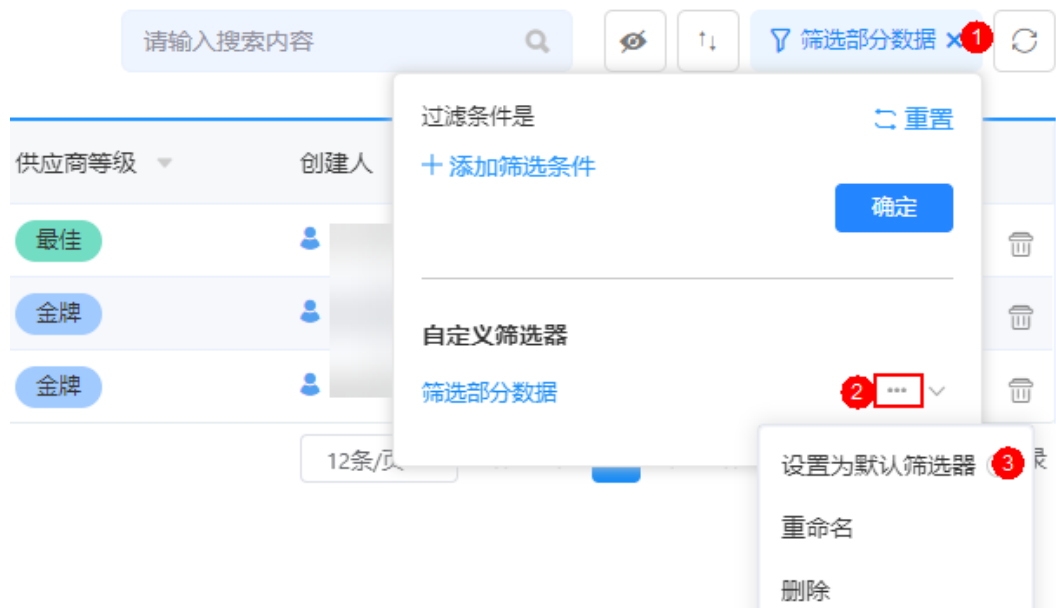 请输入搜索内容
筛选部分数据 1
过滤条件是 重置
供应商等级 创建人
添加筛选条件
确定
最佳
金牌
自定义筛选器
金牌
筛选部分数据 2 ...
12条/页
设置为默认筛选器 3 录
重命名
删除